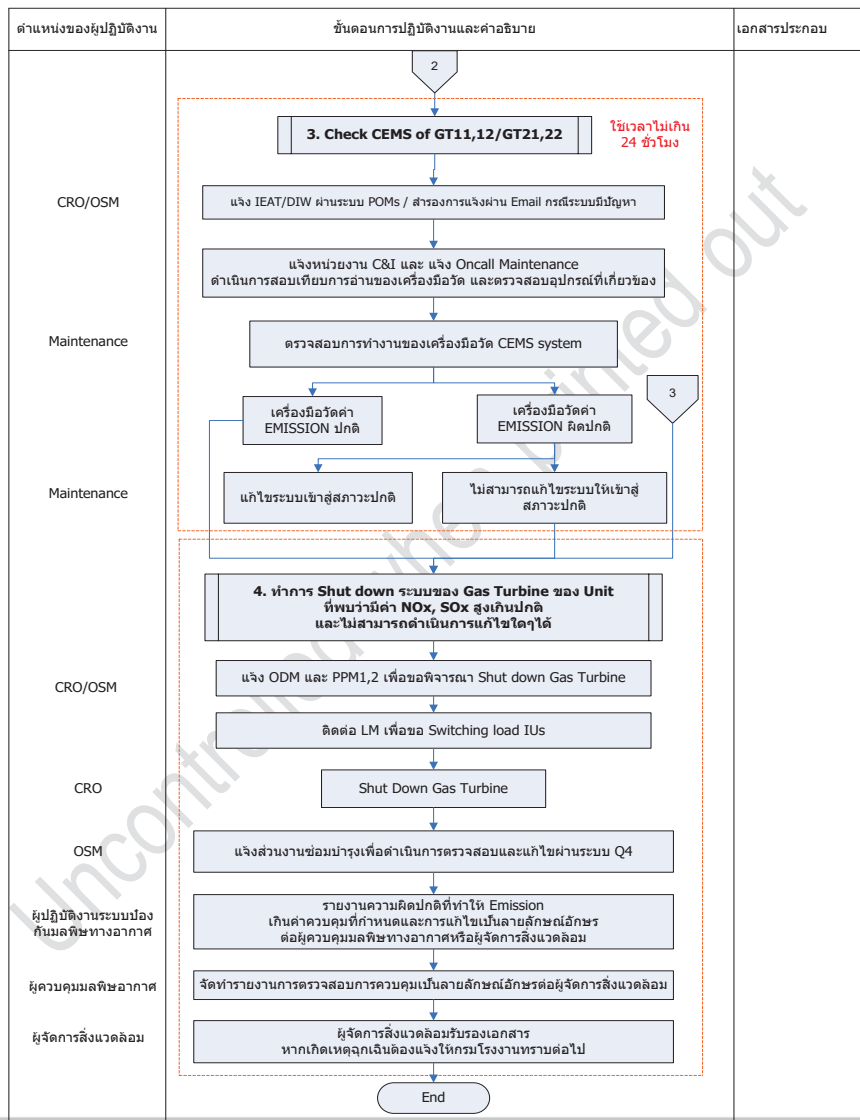 ตำแหน่งของผู้ปฏิบัติงาน
ขั้นตอนการปฏิบัติงานและคำอธิบาย
เอกสารประกอบ
2
3. Check CEMS of GT11,12/GT21,22
ใช้เวลาไม่เกิน
24 ชั่วโมง
CRO/OSM
แจ้ง IEAT/DIW ผ่านระบบ POMs / สำรองการแจ้งผ่าน Email กรณีระบบมีปัญหา
แจ้งหน่วยงาน C&I และ แจ้ง Oncall Maintenance
ดำเนินการสอบเทียบการอ่านของเครื่องมือวัด และตรวจสอบอุปกรณ์ที่เกี่ยวข้อง
Maintenance
ตรวจสอบการทำงานของเครื่องมือวัด CEMS system
3
เครื่องมือวัดค่า
EMISSION ปกติ
เครื่องมือวัดค่า
EMISSION ผิดปกติ
Maintenance
แก้ไขระบบเข้าสู่สภาวะปกติ
ไม่สามารถแก้ไขระบบให้เข้าสู่
สภาวะปกติ
4. ทำการ Shut down ระบบของ Gas Turbine ของ Unit
ที่พบว่ามีค่า NOx, SOx สูงเกินปกติ
และไม่สามารถดำเนินการแก้ไขใดๆได้
CRO/OSM
แจ้ง ODM และ PPM1,2 เพื่อขอพิจารณา Shut down Gas Turbine
ติดต่อ LM เพื่อขอ Switching load IUs
CRO
Shut Down Gas Turbine
OSM
แจ้งส่วนงานซ่อมบำรุงเพื่อดำเนินการตรวจสอบและแก้ไขผ่านระบบ Q4
ผู้ปฏิบัติงานระบบป้อง
กันมลพิษทางอากาศ
รายงานความผิดปกติที่ทำให้ Emission
เกินค่าควบคุมที่กำหนดและการแก้ไขเป็นลายลักษณ์อักษร
ต่อผู้ควบคุมมลพิษทางอากาศหรือผู้จัดการสิ่งแวดล้อม
ผู้ควบคุมมลพิษอากาศ
จัดทำรายงานการตรวจสอบการควบคุมเป็นลายลักษณ์อักษรต่อผู้จัดการสิ่งแวดล้อม
ผู้จัดการสิ่งแวดล้อม
ผู้จัดการสิ่งแวดล้อมรับรองเอกสาร
หากเกิดเหตุฉุกเฉินต้องแจ้งให้กรมโรงงานทราบต่อไป
End
Uncontrolled when printed out